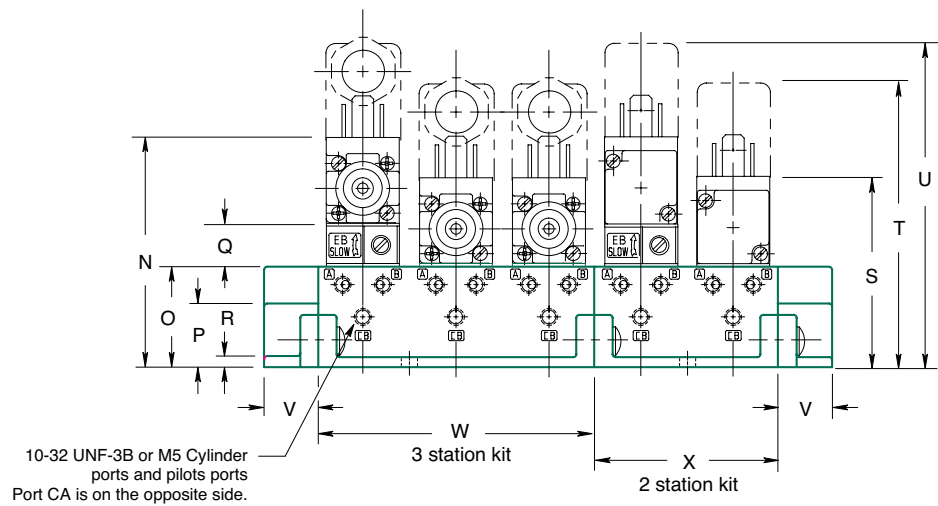 U
T
N
Q
EB
SLOW
EB
SLOW
S
A
B
A
B
A
B
A
B
A
B
O
P
R
CB
CB
CB
CB
CB
V
W
3 station kit
X
2 station kit
V
10-32 UNF-3B or M5 Cylinder
ports and pilots ports
Port CA is on the opposite side.